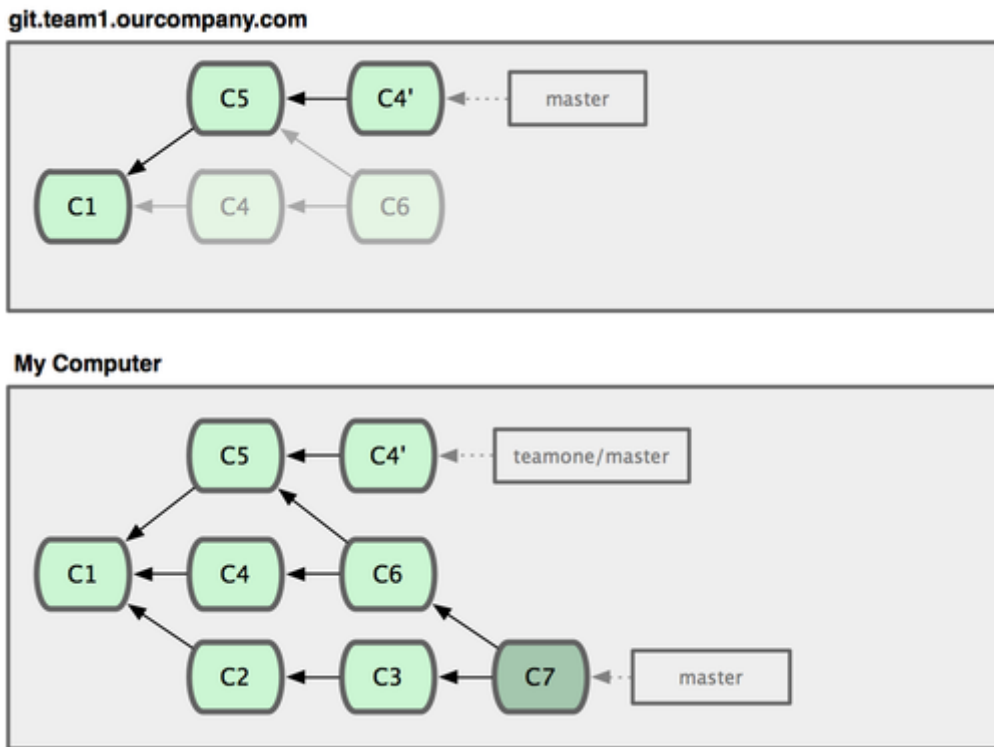 git.team1.ourcompany.com
C5 C4' master
C1 C4 C6
My Computer
C5 C4' teamone/master
C1 C4 C6
C2 C3 C7 master